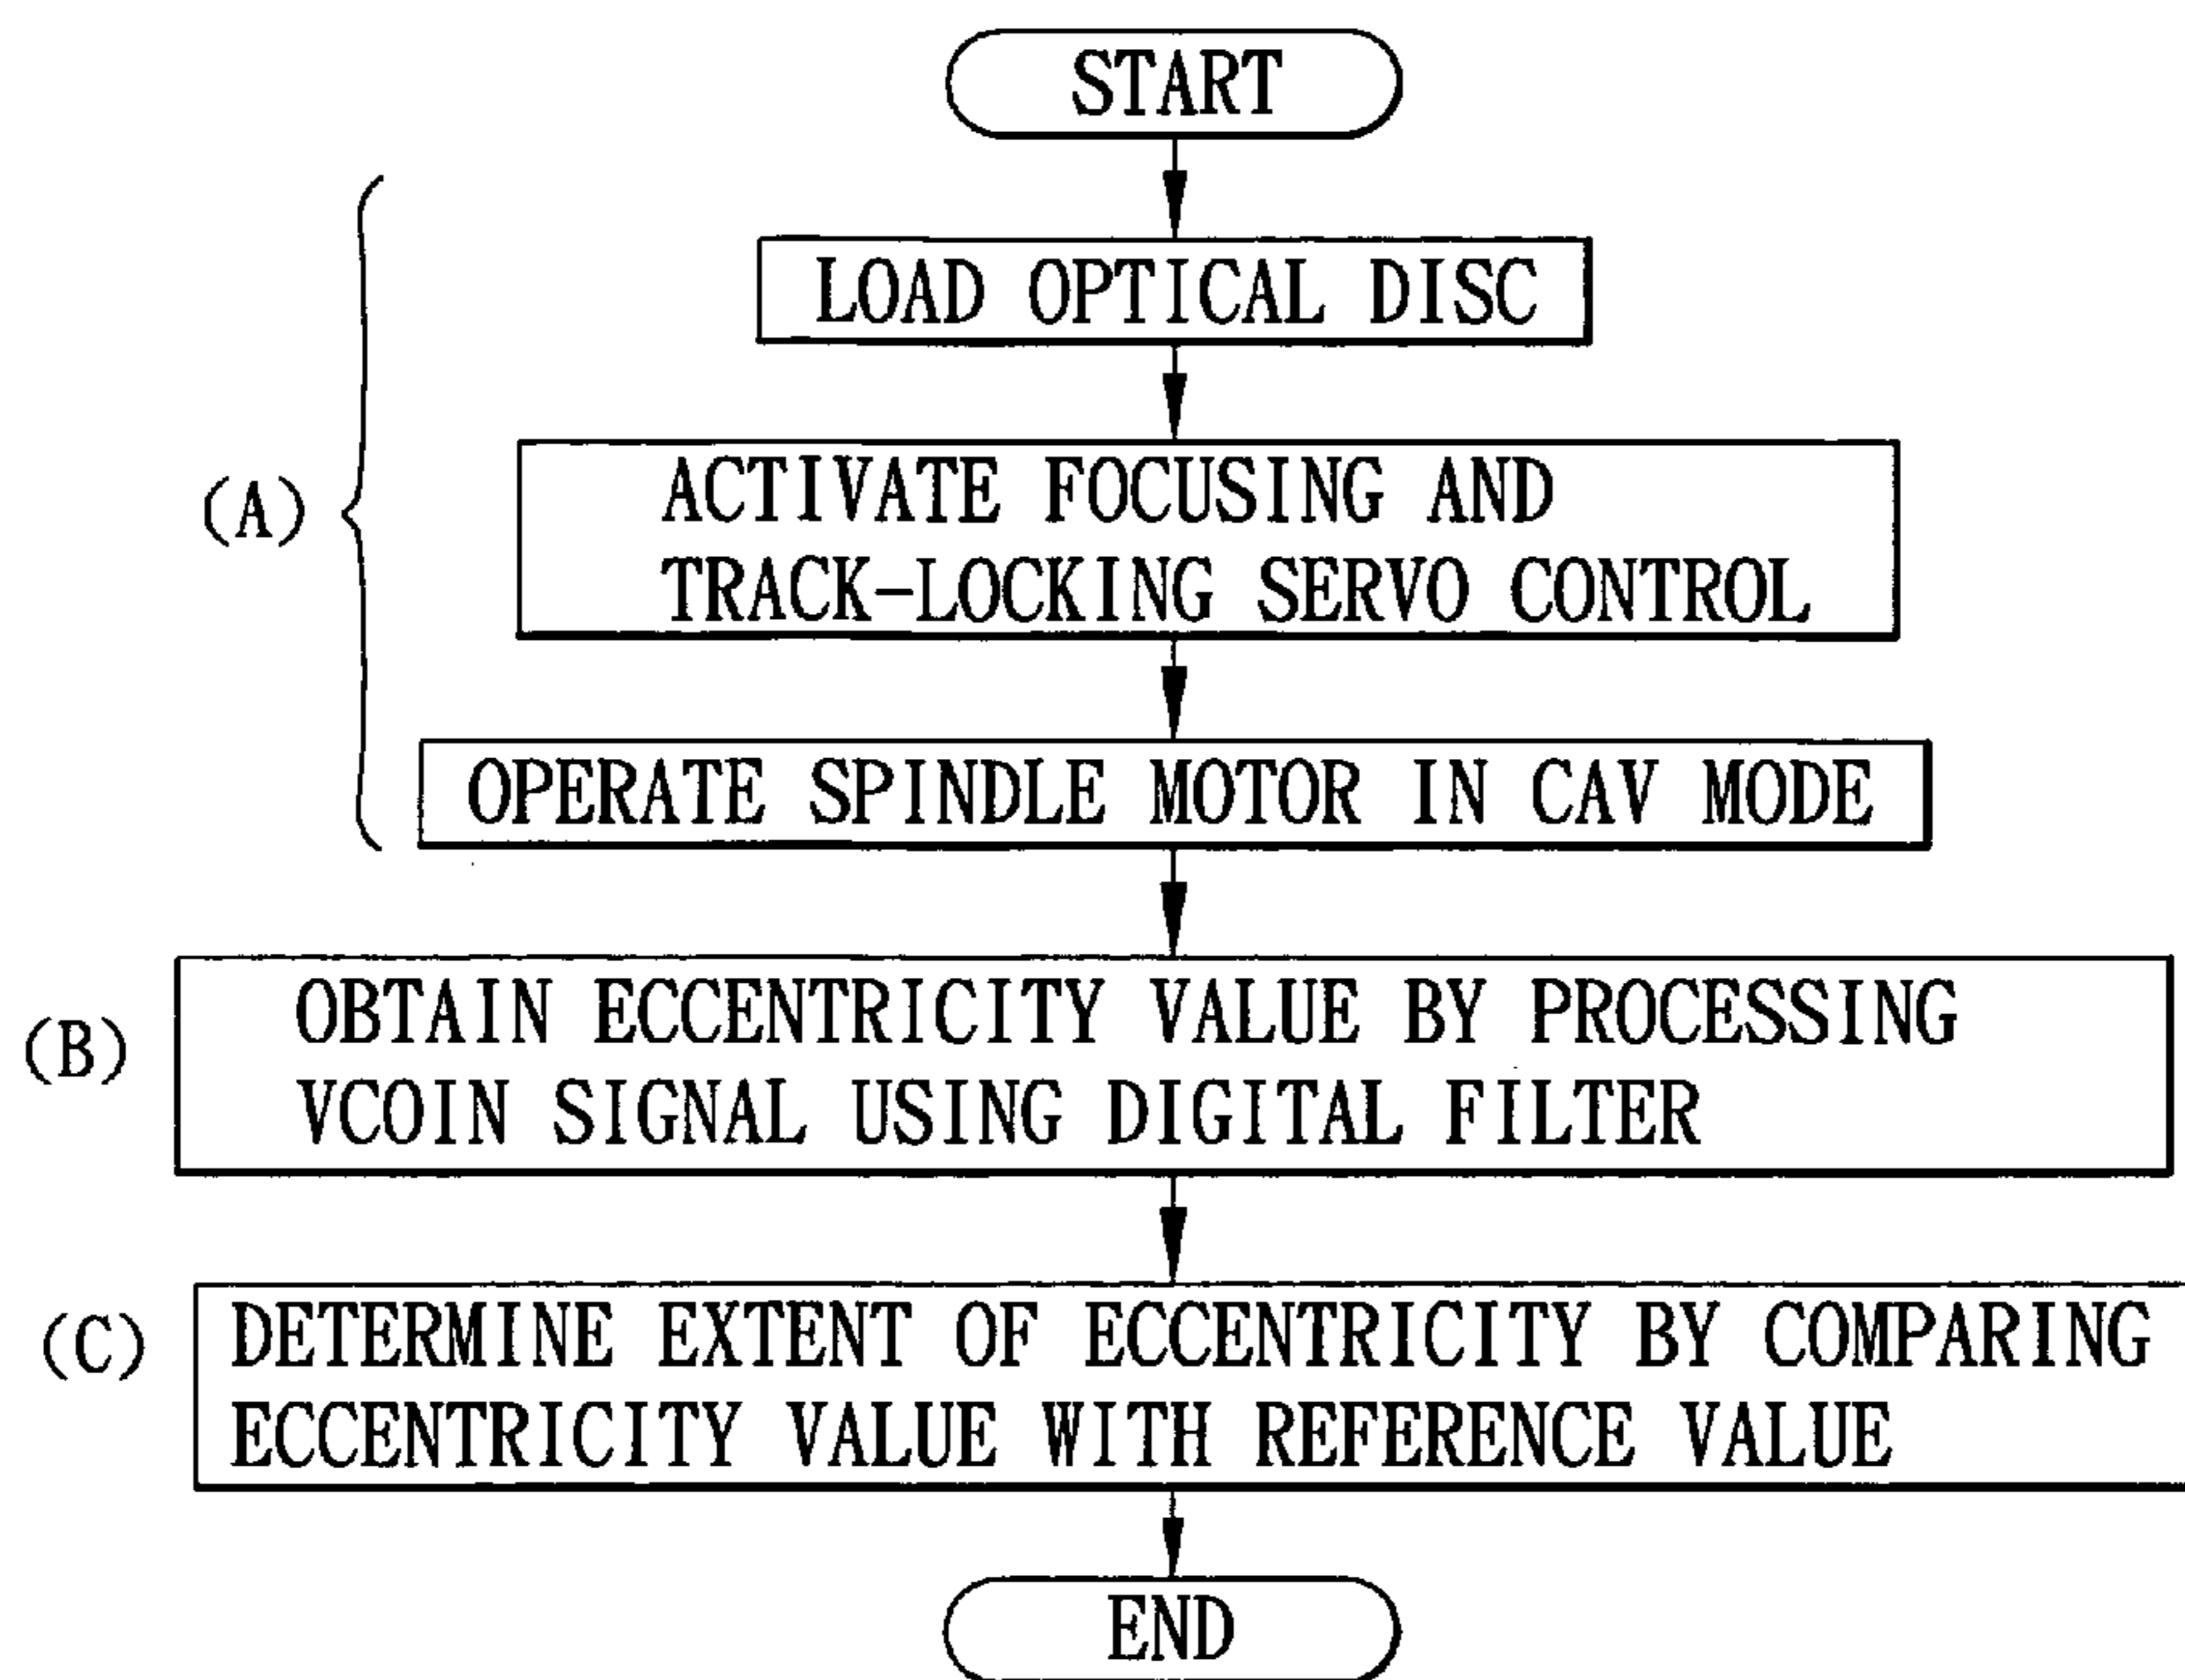 START
LOAD OPTICAL DISC
(A)
ACTIVATE FOCUSING AND
TRACK-LOCKING SERVO CONTROL
OPERATE SPINDLE MOTOR IN CAV MODE
(B)
OBTAIN ECCENTRICITY VALUE BY PROCESSING
VCOIN SIGNAL USING DIGITAL FILTER
(C)
DETERMINE EXTENT OF ECCENTRICITY BY COMPARING
ECCENTRICITY VALUE WITH REFERENCE VALUE
END